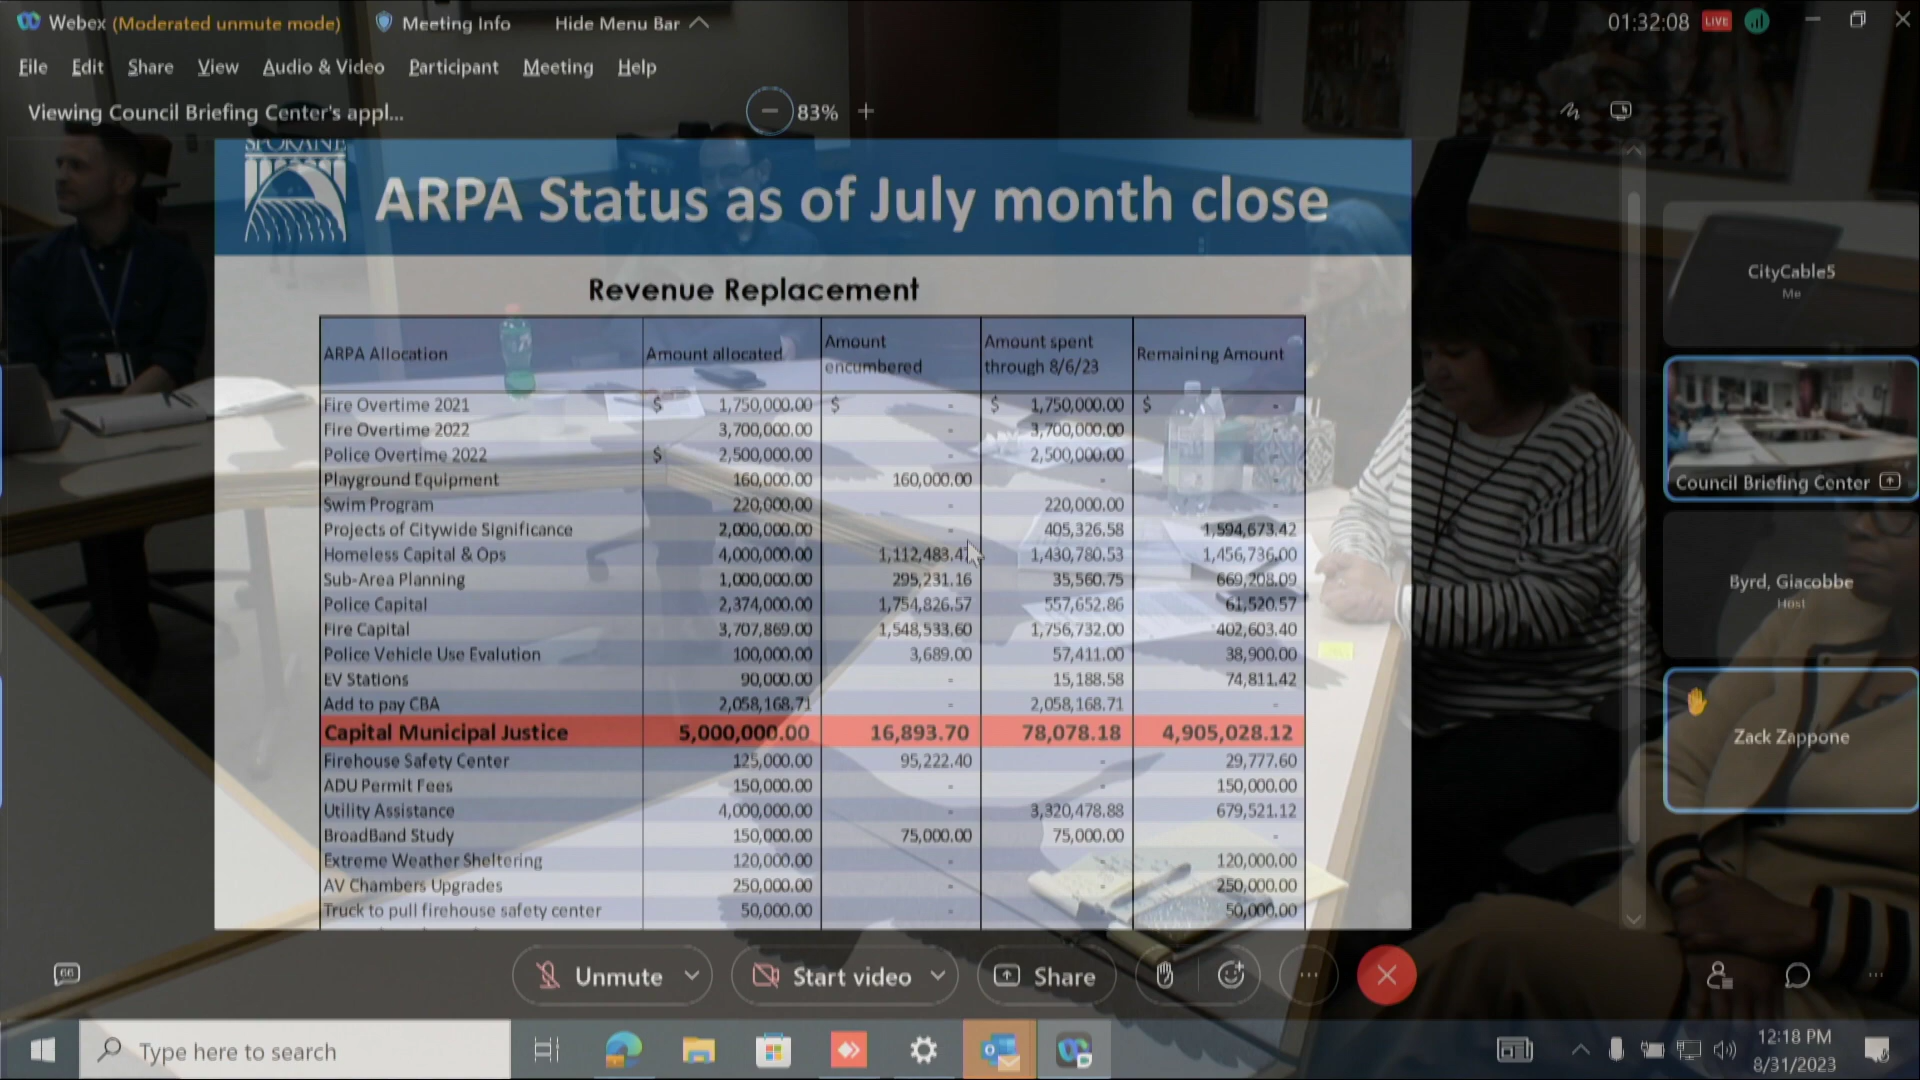 Webex (Moderated unmute mode) Meeting Info Hide Menu Bar 01:32:08 LIVE
File Edit Share View Audio & Video Participant Meeting Help
Viewing Council Briefing Center's appl... 83%
SPOKANE
ARPA Status as of July month close
Revenue Replacement
ARPA Allocation Amount allocated Amount encumbered Amount spent through 8/6/23 Remaining Amount
Fire Overtime 2021 $ 1,750,000.00 $ - $ 1,750,000.00 $ -
Fire Overtime 2022 3,700,000.00 - 3,700,000.00
Police Overtime 2022 $ 2,500,000.00 - 2,500,000.00
Playground Equipment 160,000.00 160,000.00 - -
Swim Program 220,000.00 - 220,000.00 -
Projects of Citywide Significance 2,000,000.00 - 405,326.58 1,594,673.42
Homeless Capital & Ops 4,000,000.00 1,112,483.47 1,430,780.53 1,456,736.00
Sub-Area Planning 1,000,000.00 295,231.16 35,560.75 669,208.09
Police Capital 2,374,000.00 1,754,826.57 557,652.86 61,520.57
Fire Capital 3,707,869.00 1,548,533.60 1,756,732.00 402,603.40
Police Vehicle Use Evalution 100,000.00 3,689.00 57,411.00 38,900.00
EV Stations 90,000.00 - 15,188.58 74,811.42
Add to pay CBA 2,058,168.71 - 2,058,168.71 -
Capital Municipal Justice 5,000,000.00 16,893.70 78,078.18 4,905,028.12
Firehouse Safety Center 125,000.00 95,222.40 - 29,777.60
ADU Permit Fees 150,000.00 - - 150,000.00
Utility Assistance 4,000,000.00 - 3,320,478.88 679,521.12
BroadBand Study 150,000.00 75,000.00 75,000.00 -
Extreme Weather Sheltering 120,000.00 - - 120,000.00
AV Chambers Upgrades 250,000.00 - - 250,000.00
Truck to pull firehouse safety center 50,000.00 - - 50,000.00
CityCable5
Me
Council Briefing Center
Byrd, Giacobbe
Host
Zack Zappone
Unmute Start video Share
Type here to search
12:18 PM
8/31/2023